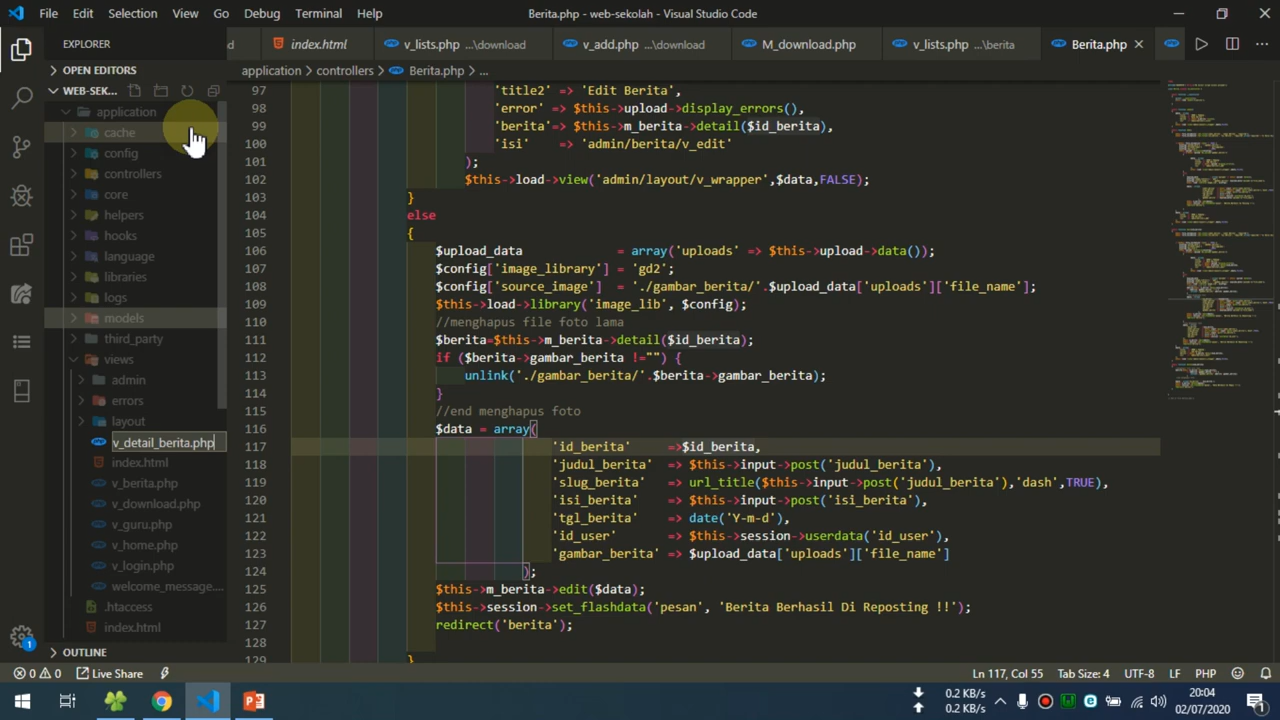 File Edit Selection View Go Debug Terminal Help
Berita.php - web-sekolah - Visual Studio Code
EXPLORER
d
index.html
v_lists.php ...\download
v_add.php ...\download
M_download.php
v_lists.php ...\berita
Berita.php
OPEN EDITORS
application > controllers > Berita.php > ...
WEB-SEK...
application
cache
config
controllers
core
helpers
hooks
language
libraries
logs
models
third_party
views
admin
errors
layout
v_detail_berita.php
index.html
v_berita.php
v_download.php
v_guru.php
v_home.php
v_login.php
welcome_message....
.htaccess
index.html
OUTLINE
97 'title2' => 'Edit Berita',
98 'error' => $this->upload->display_errors(),
99 'berita'=> $this->m_berita->detail($id_berita),
100 'isi' => 'admin/berita/v_edit'
101 );
102 $this->load->view('admin/layout/v_wrapper',$data,FALSE);
103 }
104 else
105 {
106 $upload_data = array('uploads' => $this->upload->data());
107 $config['image_library'] = 'gd2';
108 $config['source_image'] = './gambar_berita/'.$upload_data['uploads']['file_name'];
109 $this->load->library('image_lib', $config);
110 //menghapus file foto lama
111 $berita=$this->m_berita->detail($id_berita);
112 if ($berita->gambar_berita !="") {
113 unlink('./gambar_berita/'.$berita->gambar_berita);
114 }
115 //end menghapus foto
116 $data = array(
117 'id_berita' =>$id_berita,
118 'judul_berita' => $this->input->post('judul_berita'),
119 'slug_berita' => url_title($this->input->post('judul_berita'),'dash',TRUE),
120 'isi_berita' => $this->input->post('isi_berita'),
121 'tgl_berita' => date('Y-m-d'),
122 'id_user' => $this->session->userdata('id_user'),
123 'gambar_berita' => $upload_data['uploads']['file_name']
124 );
125 $this->m_berita->edit($data);
126 $this->session->set_flashdata('pesan', 'Berita Berhasil Di Reposting !!');
127 redirect('berita');
128
129 }
1
0 0 Live Share
Ln 117, Col 55 Tab Size: 4 UTF-8 LF PHP
0.2 KB/s
0.2 KB/s
20:04
02/07/2020
1